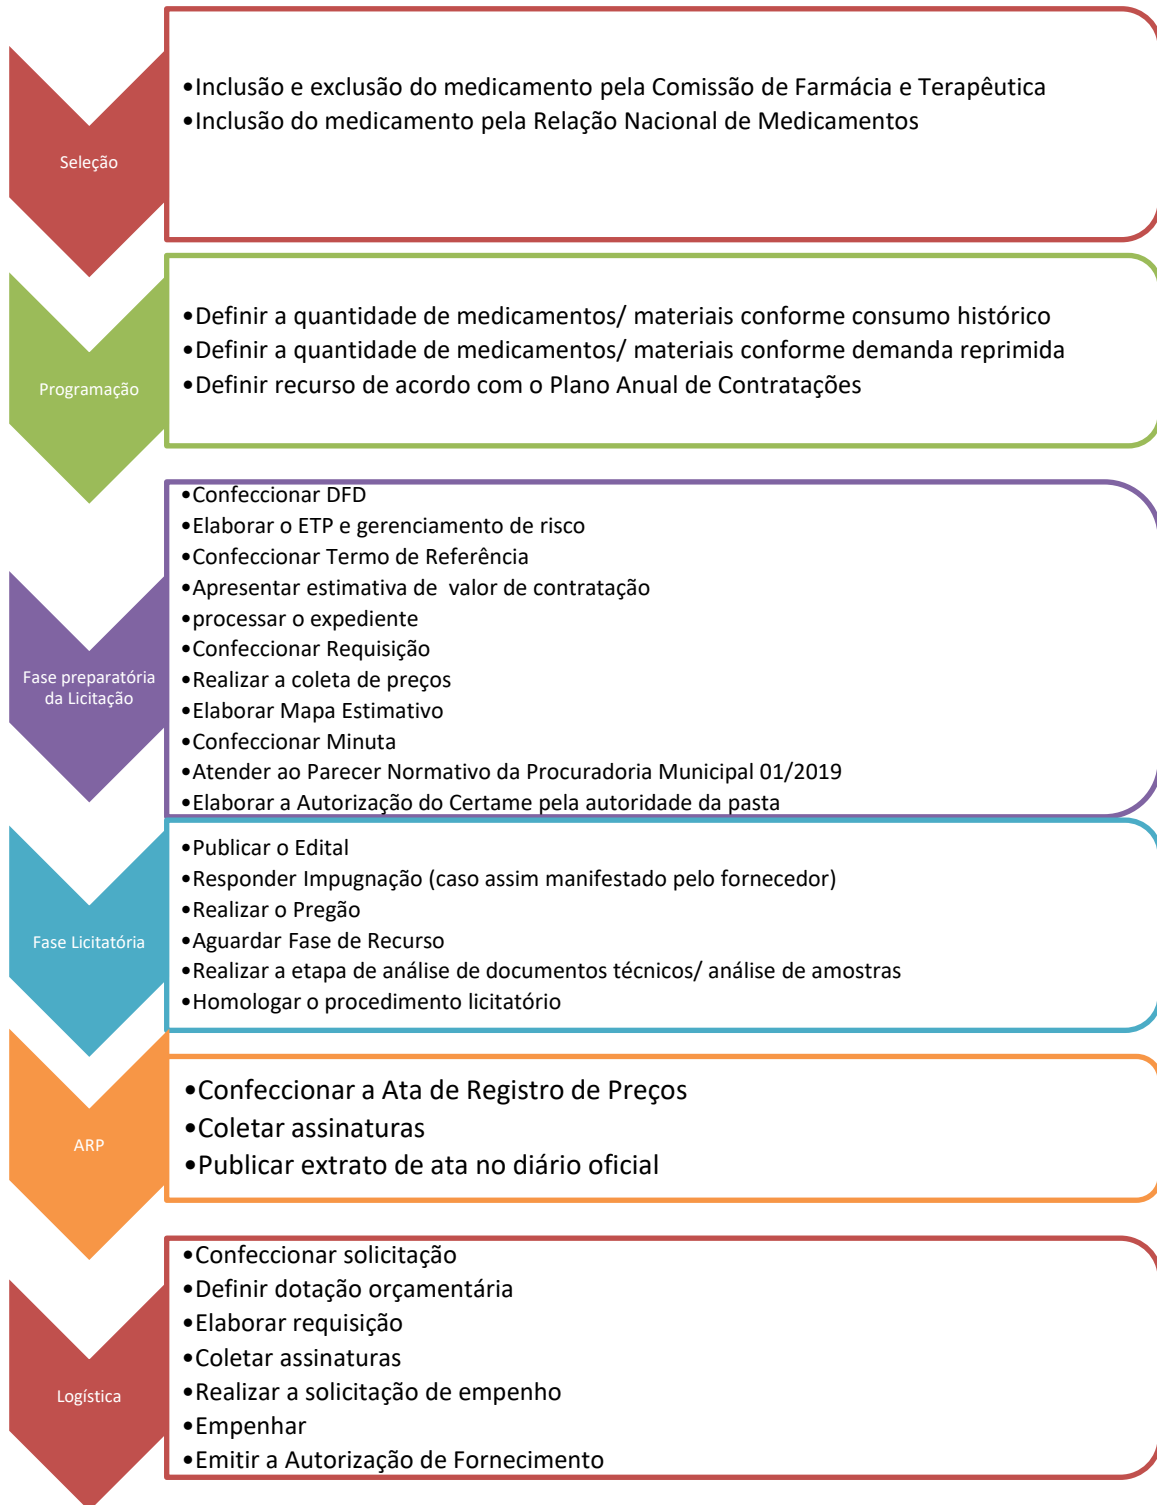 Seleção
•Inclusão e exclusão do medicamento pela Comissão de Farmácia e Terapêutica
•Inclusão do medicamento pela Relação Nacional de Medicamentos
Programação
•Definir a quantidade de medicamentos/ materiais conforme consumo histórico
•Definir a quantidade de medicamentos/ materiais conforme demanda reprimida
•Definir recurso de acordo com o Plano Anual de Contratações
Fase preparatória
da Licitação
•Confeccionar DFD
•Elaborar o ETP e gerenciamento de risco
•Confeccionar Termo de Referência
•Apresentar estimativa de  valor de contratação
•processar o expediente
•Confeccionar Requisição
•Realizar a coleta de preços
•Elaborar Mapa Estimativo
•Confeccionar Minuta
•Atender ao Parecer Normativo da Procuradoria Municipal 01/2019
•Elaborar a Autorização do Certame pela autoridade da pasta
Fase Licitatória
•Publicar o Edital
•Responder Impugnação (caso assim manifestado pelo fornecedor)
•Realizar o Pregão
•Aguardar Fase de Recurso
•Realizar a etapa de análise de documentos técnicos/ análise de amostras
•Homologar o procedimento licitatório
ARP
•Confeccionar a Ata de Registro de Preços
•Coletar assinaturas
•Publicar extrato de ata no diário oficial
Logística
•Confeccionar solicitação
•Definir dotação orçamentária
•Elaborar requisição
•Coletar assinaturas
•Realizar a solicitação de empenho
•Empenhar
•Emitir a Autorização de Fornecimento